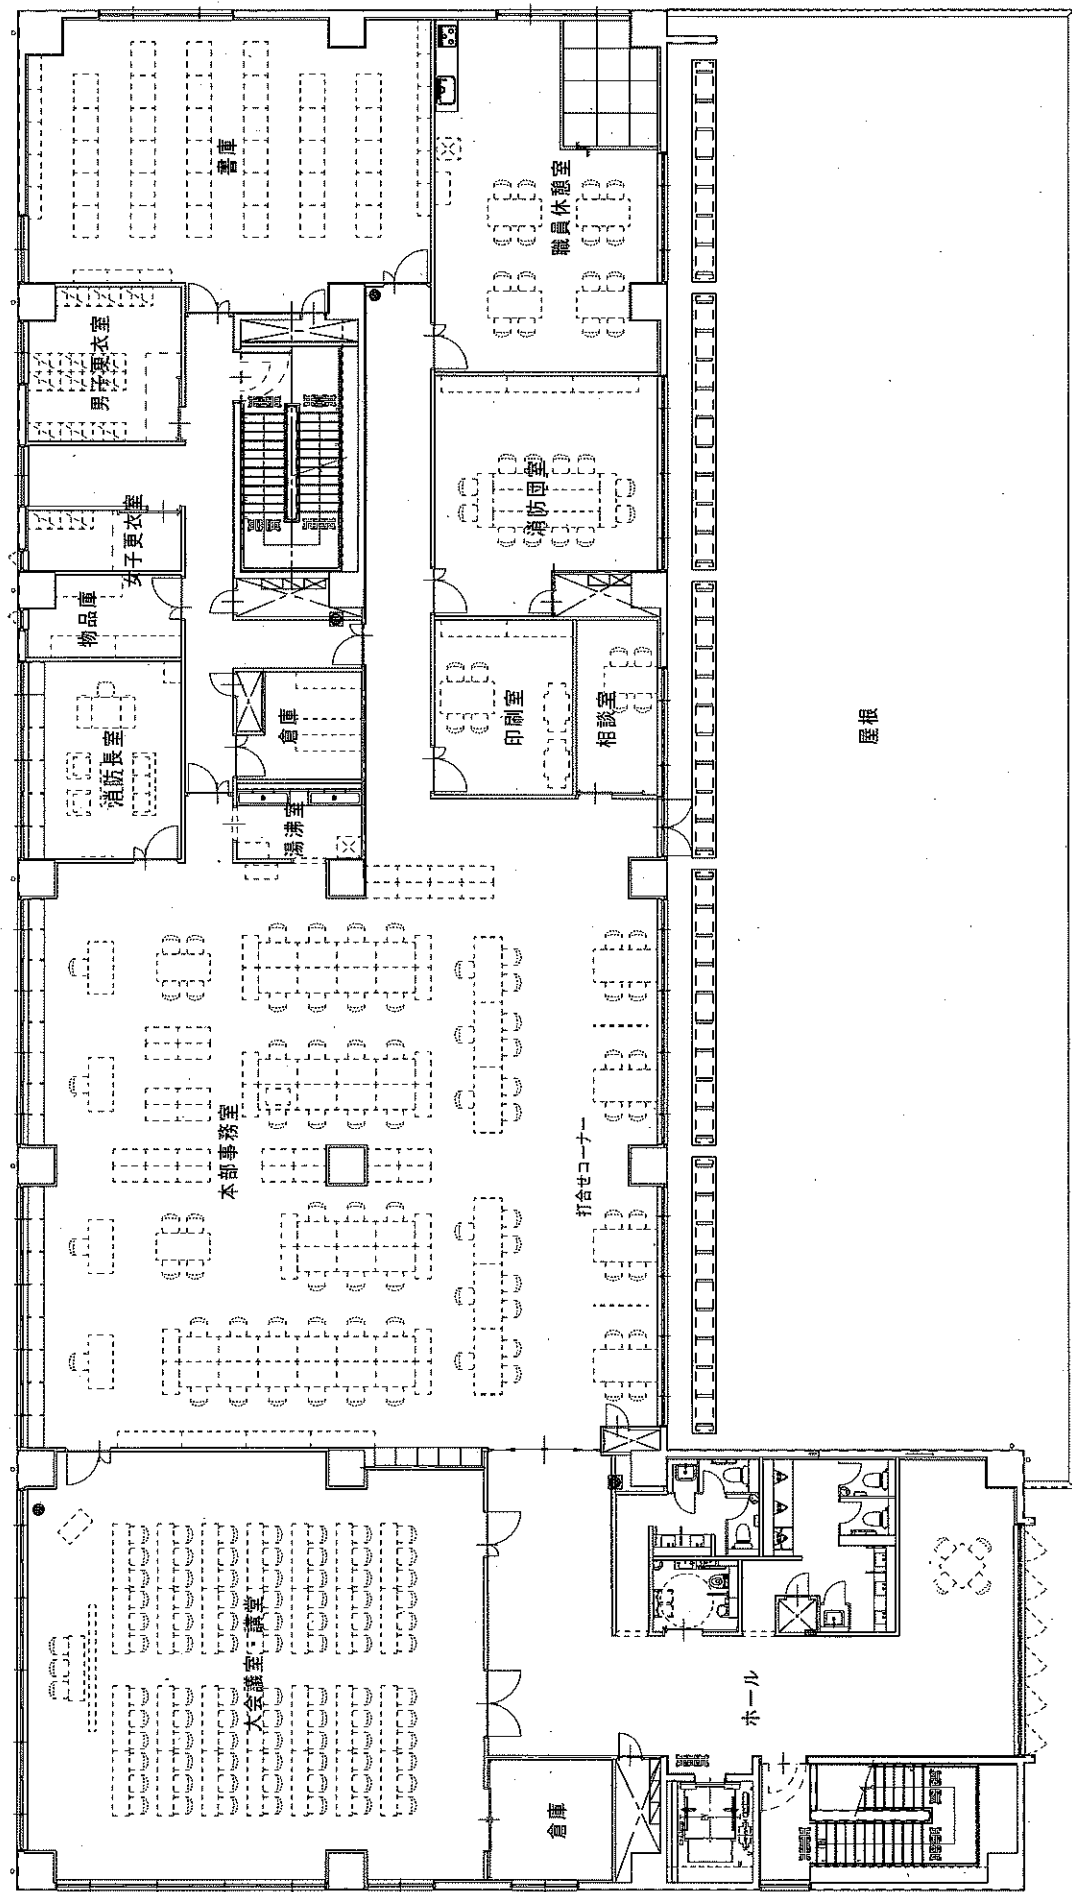 書庫
職員休憩室
男子更衣室
女子更衣室
消防団室
物品庫
消防長室
倉庫
印刷室
相談室
湯沸室
屋根
本部事務室
打合せコーナー
大会議室・講堂
ホール
倉庫